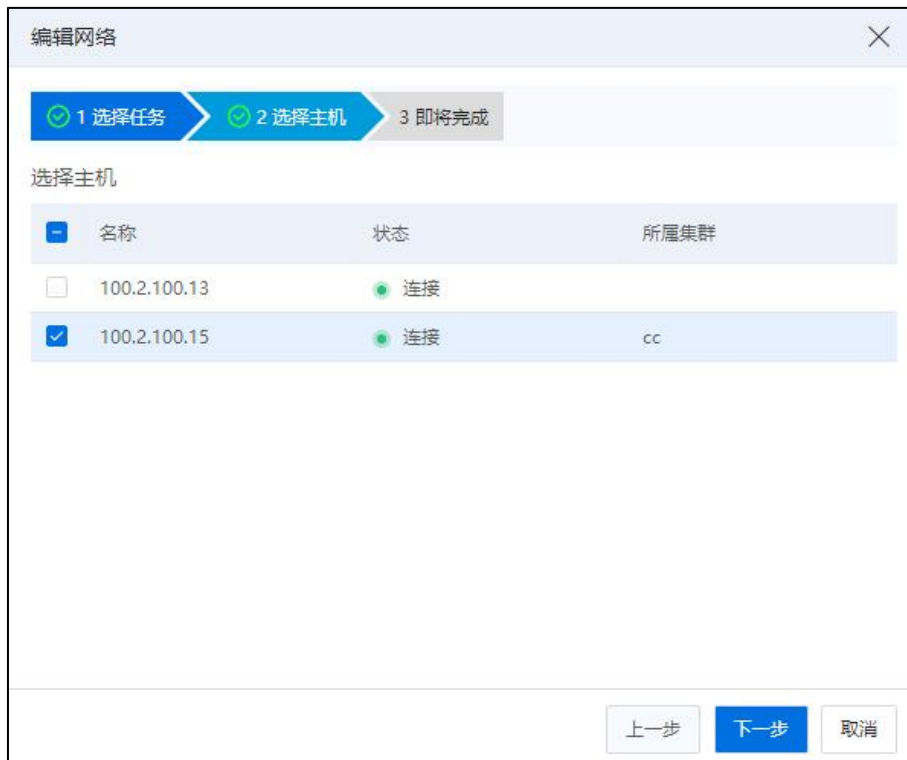 编辑网络
1 选择任务 2 选择主机 3 即将完成
选择主机
名称 状态 所属集群
100.2.100.13 连接
100.2.100.15 连接 cc
上一步 下一步 取消